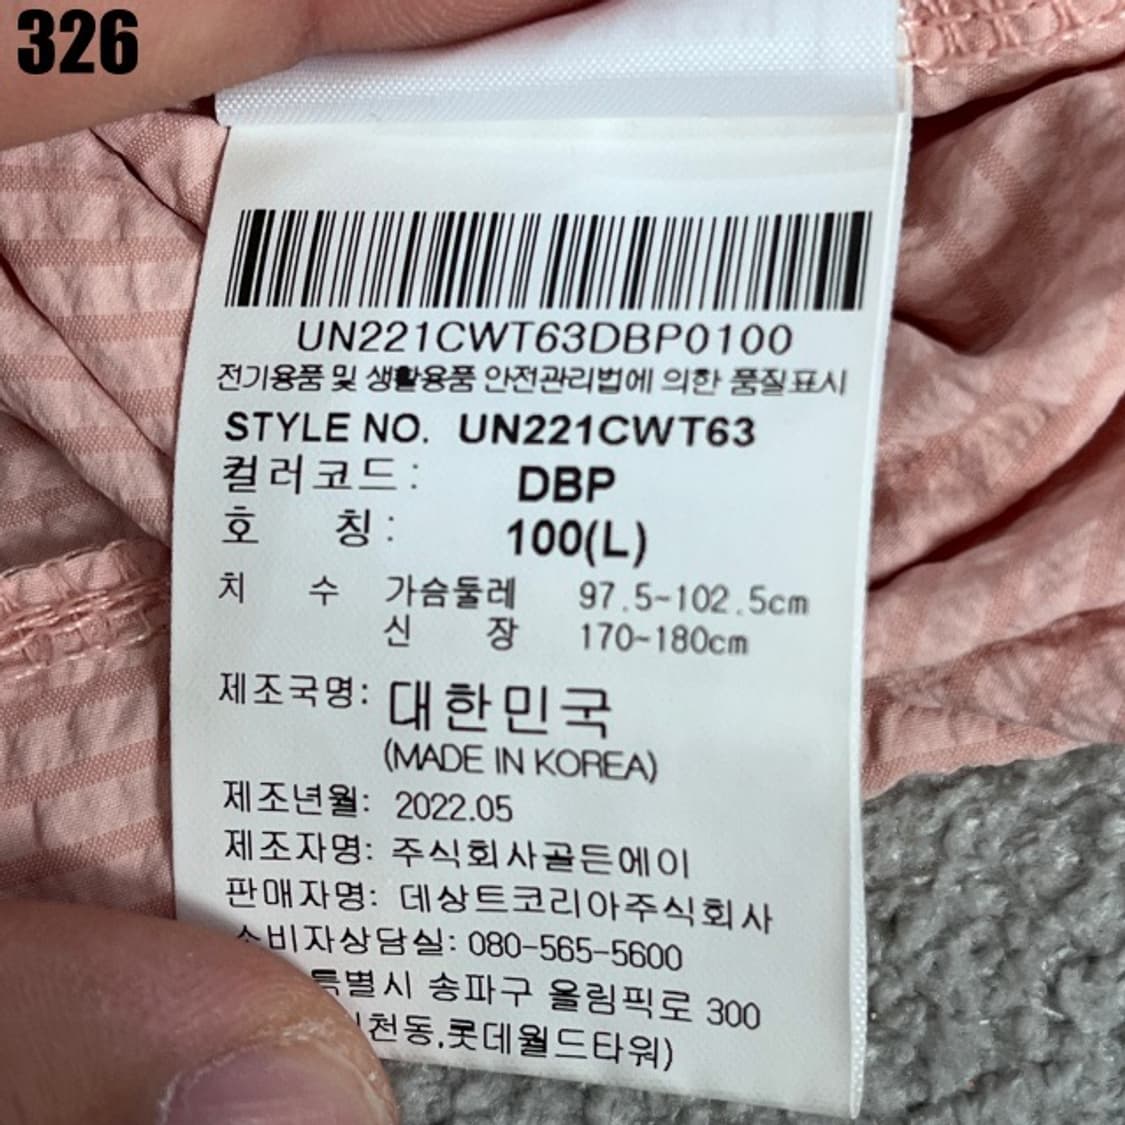 326
UN221CWT63DBP0100
전기용품 및 생활용품 안전관리법에 의한 품질표시
STYLE NO. UN221CWT63
컬러코드: DBP
호 칭: 100(L)
치 수 가슴둘레 97.5~102.5cm
신 장 170~180cm
제조국명: 대한민국
(MADE IN KOREA)
제조년월: 2022.05
제조자명: 주식회사골든에이
판매자명: 데상트코리아주식회사
소비자상담실: 080-565-5600
특별시 송파구 올림픽로 300
천동,롯데월드타워)